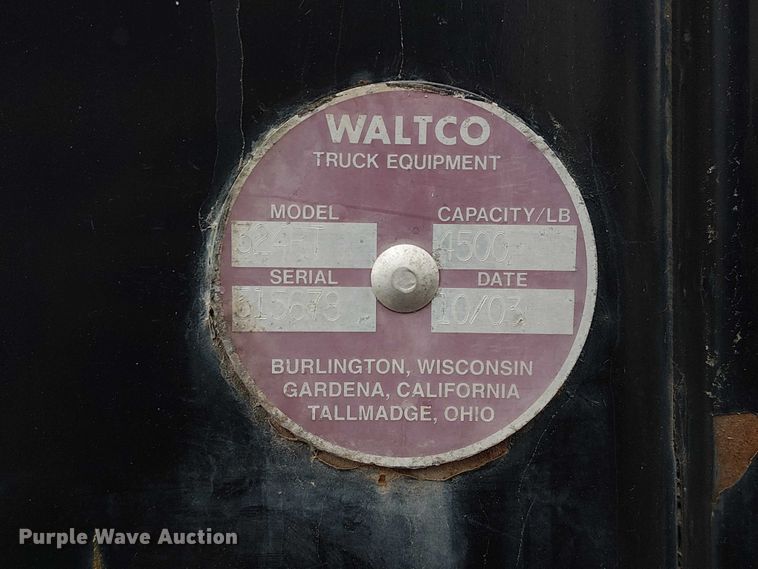 WALTCO
TRUCK EQUIPMENT
MODEL CAPACITY/LB
4500
SERIAL DATE
315678 10/03
BURLINGTON, WISCONSIN
GARDENA, CALIFORNIA
TALLMADGE, OHIO
Purple Wave Auction